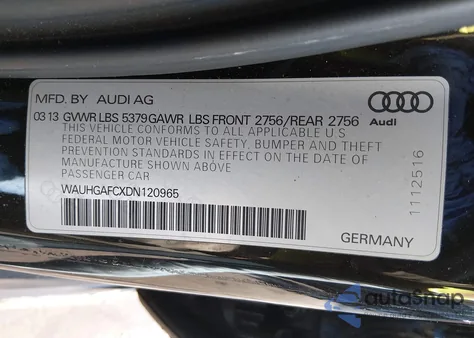 MFD. BY AUDI AG
03 13 GVWR LBS 5379 GAWR LBS FRONT 2756/REAR 2756
THIS VEHICLE CONFORMS TO ALL APPLICABLE U.S
FEDERAL MOTOR VEHICLE SAFETY, BUMPER AND THEFT
PREVENTION STANDARDS IN EFFECT ON THE DATE OF
MANUFACTURE SHOWN ABOVE
PASSENGER CAR
WAUHGAFCXDN120965
Audi
1112516
GERMANY
autoSnap